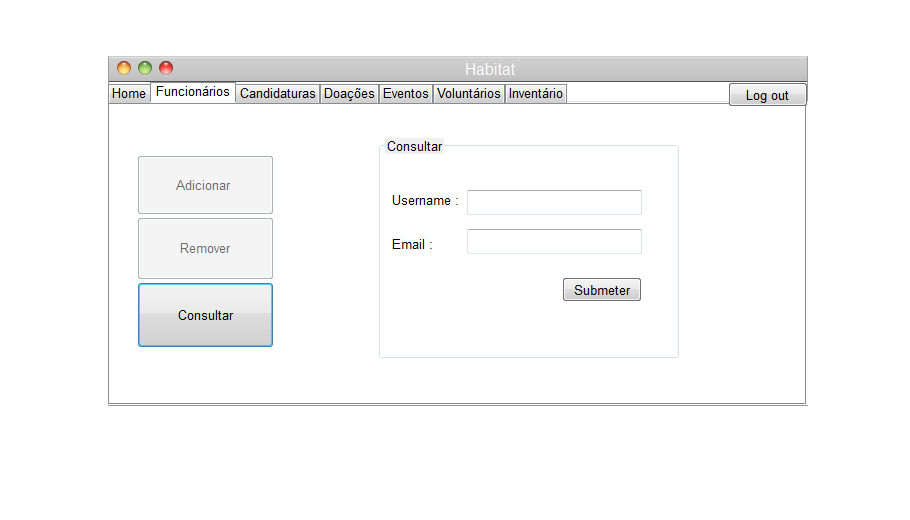 Habitat
Home Funcionários Candidaturas Doações Eventos Voluntários Inventário Log out
Adicionar
Remover
Consultar
Consultar
Username :
Email :
Submeter